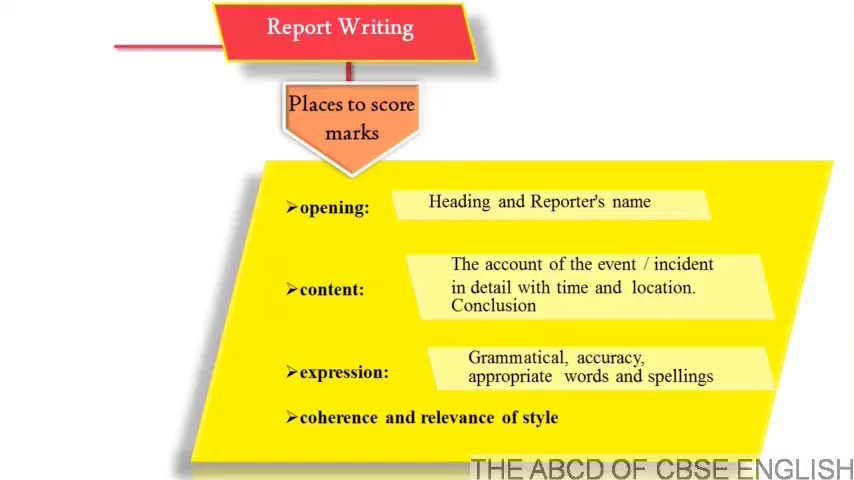 Report Writing
Places to score
marks
➢opening:
Heading and Reporter's name
➢content:
The account of the event / incident
in detail with time and location.
Conclusion
➢expression:
Grammatical, accuracy,
appropriate words and spellings
➢coherence and relevance of style
THE ABCD OF CBSE ENGLISH